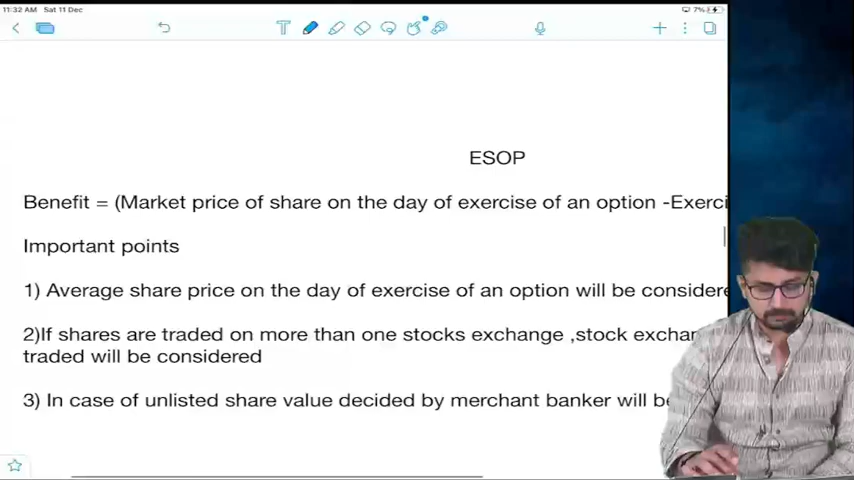 11:32 AM Sat 11 Dec
7%
ESOP
Benefit = (Market price of share on the day of exercise of an option -Exerci
Important points
1) Average share price on the day of exercise of an option will be considere
2)If shares are traded on more than one stocks exchange ,stock exchan
traded will be considered
3) In case of unlisted share value decided by merchant banker will be